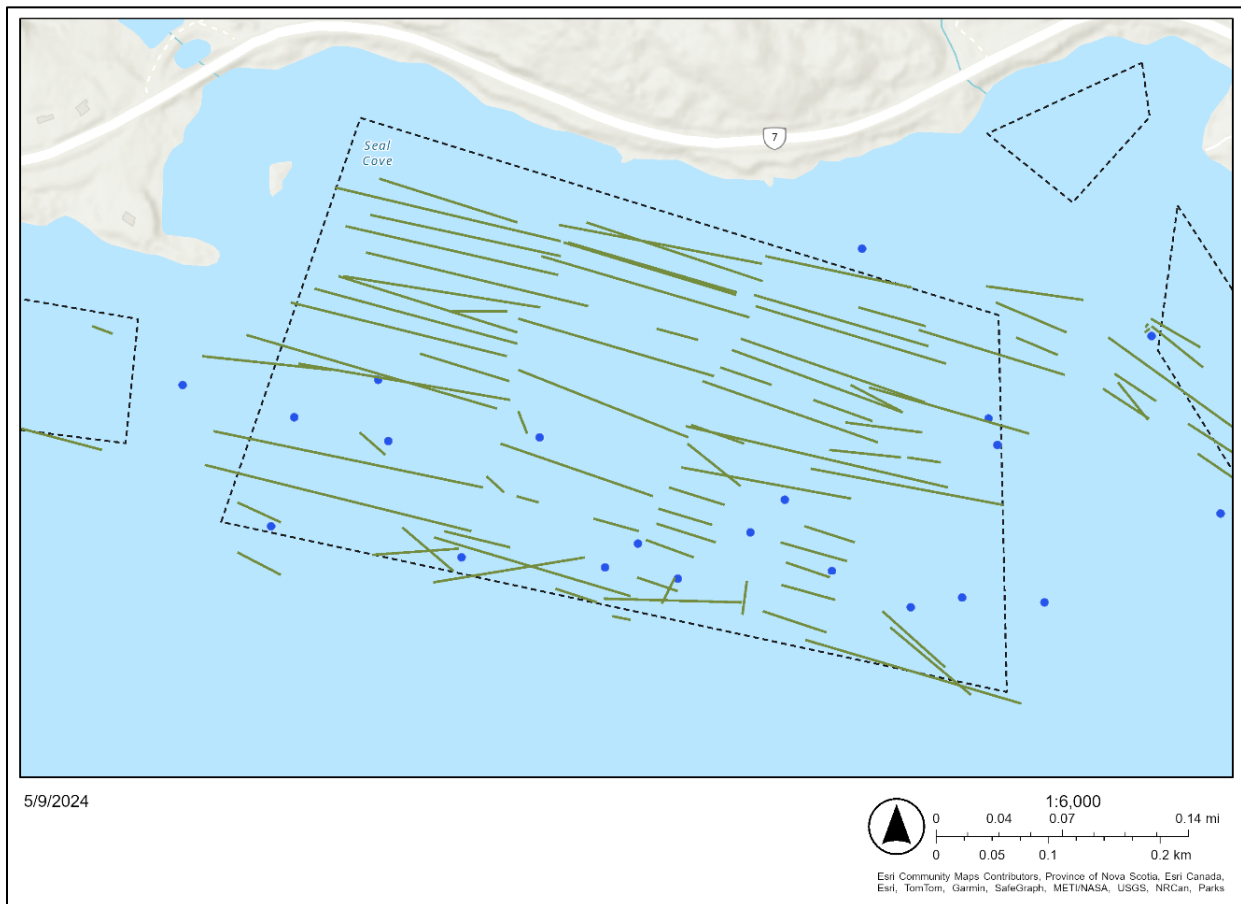 Seal
Cove
7
5/9/2024
1:6,000
0 0.04 0.07 0.14 mi
0 0.05 0.1 0.2 km
Esri Community Maps Contributors, Province of Nova Scotia, Esri Canada,
Esri, TomTom, Garmin, SafeGraph, METI/NASA, USGS, NRCan, Parks